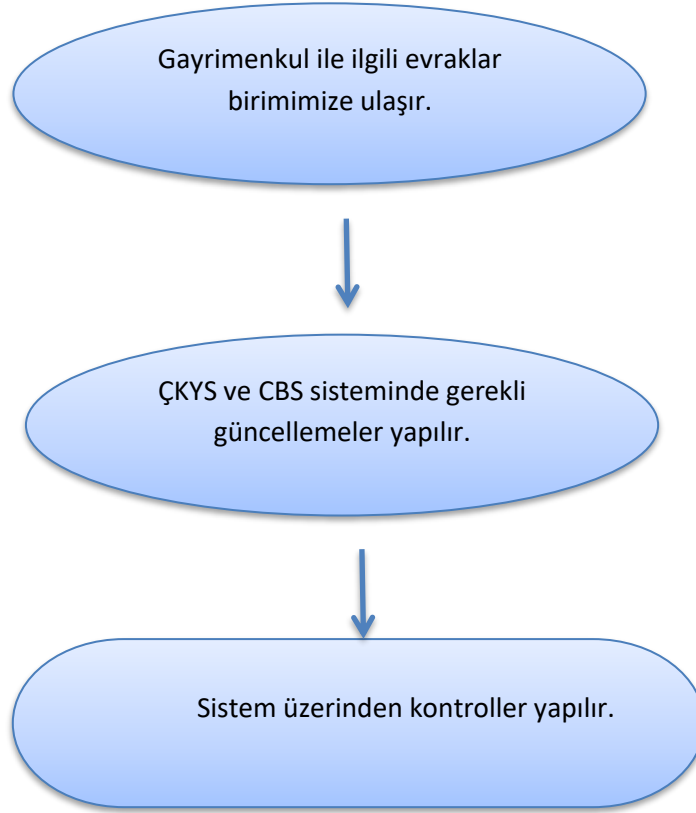 Gayrimenkul ile ilgili evraklar
birimimize ulaşır.
ÇKYS ve CBS sisteminde gerekli
güncellemeler yapılır.
Sistem üzerinden kontroller yapılır.